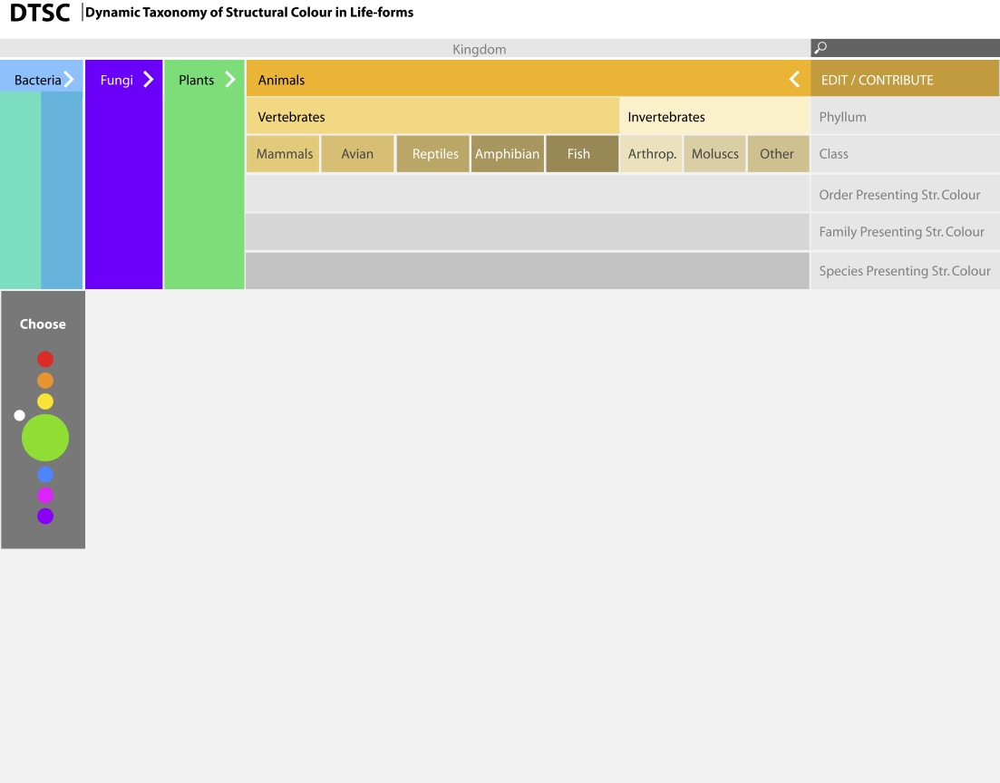 DTSC | Dynamic Taxonomy of Structural Colour in Life-forms
Kingdom
Bacteria Fungi Plants Animals EDIT / CONTRIBUTE
Vertebrates Invertebrates Phyllum
Mammals Avian Reptiles Amphibian Fish Arthrop. Moluscs Other Class
Order Presenting Str. Colour
Family Presenting Str. Colour
Species Presenting Str. Colour
Choose